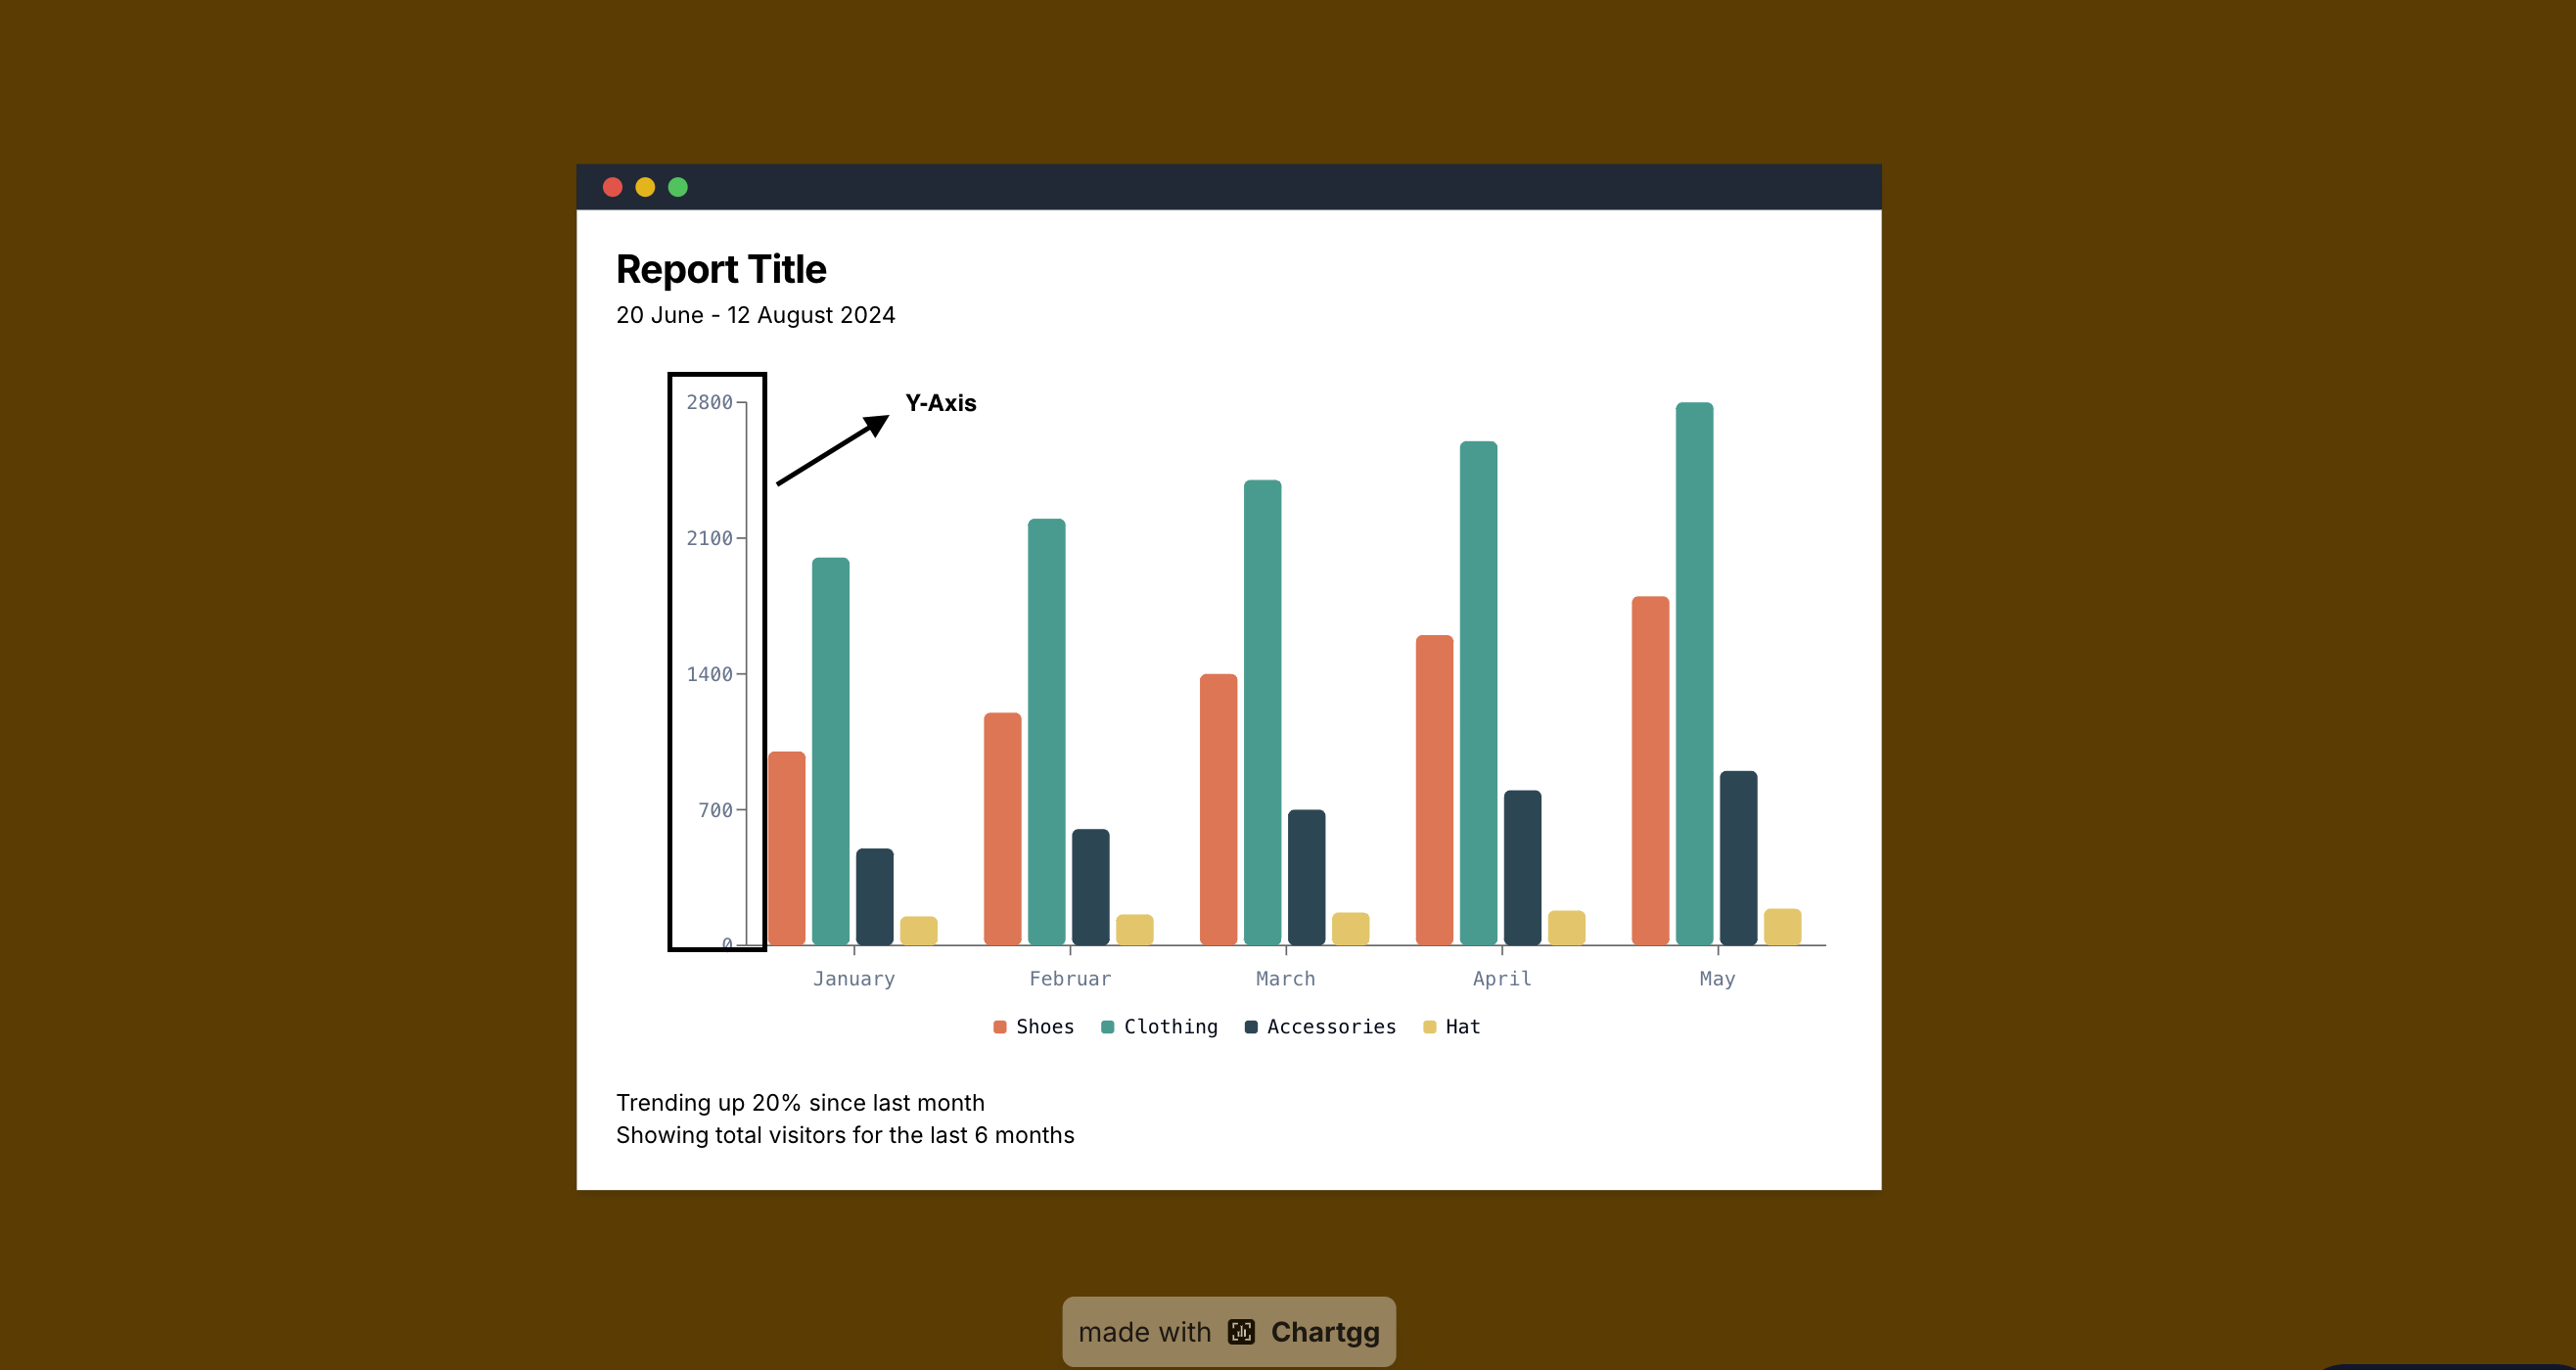 Report Title
20 June - 12 August 2024
Y-Axis
2800
2100
1400
700
0
January Februar March April May
Shoes Clothing Accessories Hat
Trending up 20% since last month
Showing total visitors for the last 6 months
made with Chartgg